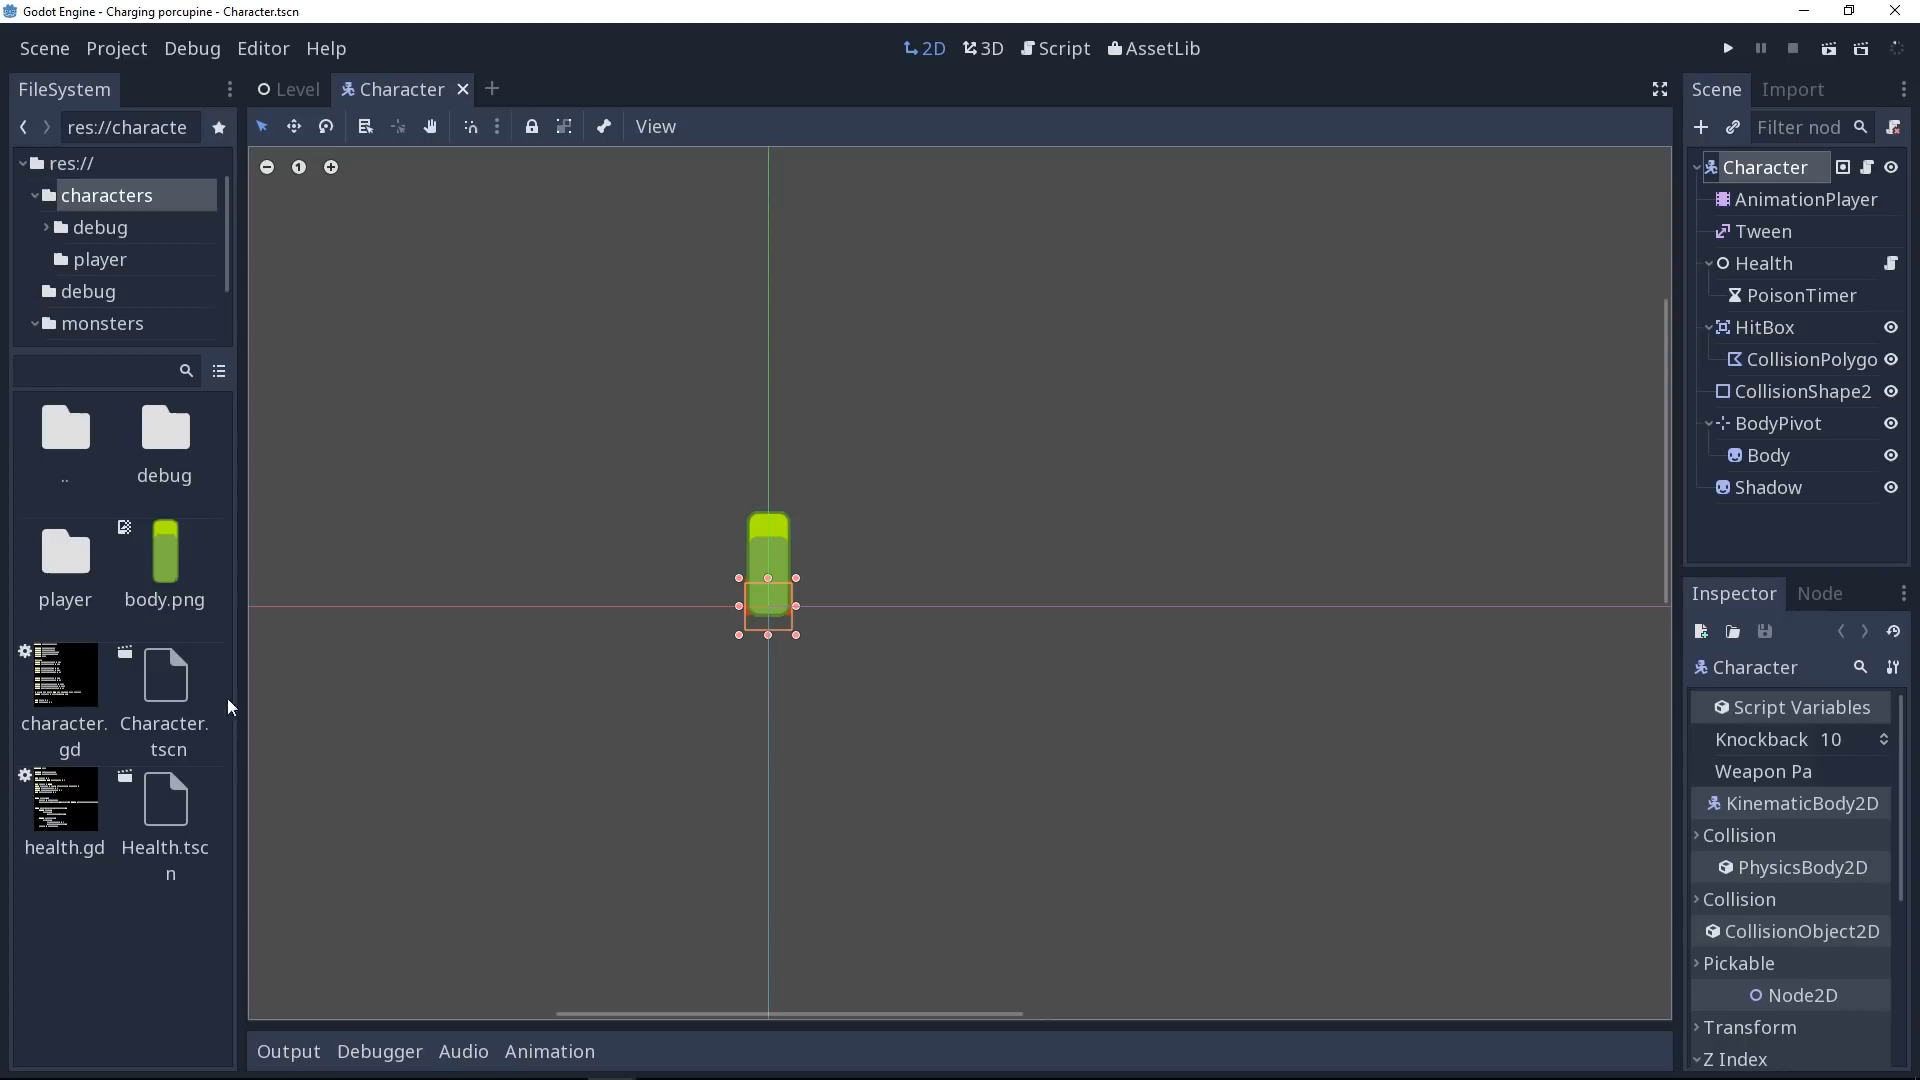 Godot Engine - Charging porcupine - Character.tscn
Scene Project Debug Editor Help
2D 3D Script AssetLib
FileSystem
Level Character
Scene Import
res://characte
View
Filter nod
res://
characters
debug
player
debug
monsters
..
debug
player
body.png
character.
gd
Character.
tscn
health.gd
Health.tsc
n
Character
AnimationPlayer
Tween
Health
PoisonTimer
HitBox
CollisionPolygo
CollisionShape2
BodyPivot
Body
Shadow
Inspector Node
Character
Script Variables
Knockback 10
Weapon Pa
KinematicBody2D
Collision
PhysicsBody2D
Collision
CollisionObject2D
Pickable
Node2D
Transform
Z Index
Output Debugger Audio Animation